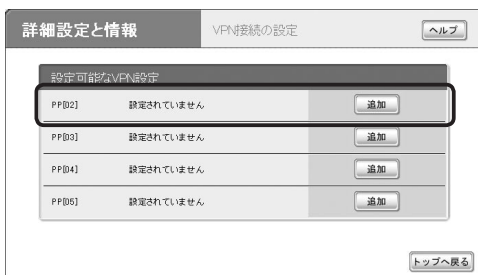 詳細設定と情報 VPN接続の設定 ヘルプ
設定可能なVPN設定
PP[02] 設定されていません 追加
PP[03] 設定されていません 追加
PP[04] 設定されていません 追加
PP[05] 設定されていません 追加
トップへ戻る